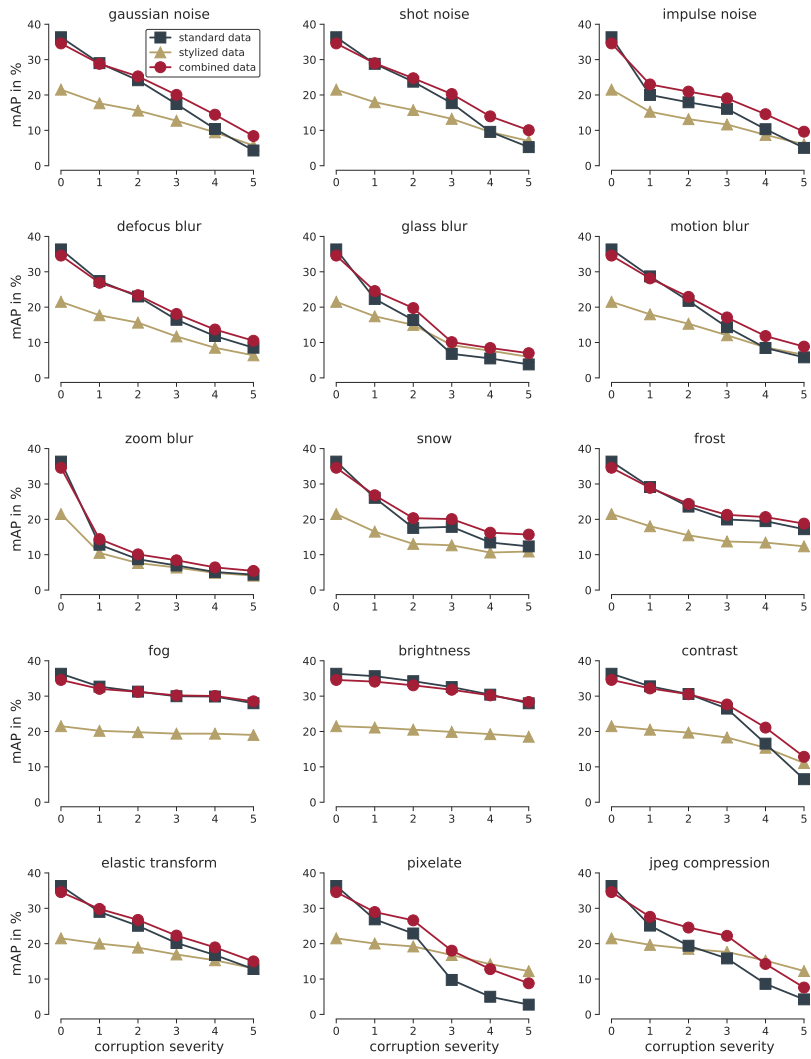 gaussian noise
shot noise
impulse noise
standard data
stylized data
combined data
mAP in %
40
30
20
10
0
0 1 2 3 4 5
40
30
20
10
0
0 1 2 3 4 5
40
30
20
10
0
0 1 2 3 4 5
defocus blur
glass blur
motion blur
mAP in %
40
30
20
10
0
0 1 2 3 4 5
40
30
20
10
0
0 1 2 3 4 5
40
30
20
10
0
0 1 2 3 4 5
zoom blur
snow
frost
mAP in %
40
30
20
10
0
0 1 2 3 4 5
40
30
20
10
0
0 1 2 3 4 5
40
30
20
10
0
0 1 2 3 4 5
fog
brightness
contrast
mAP in %
40
30
20
10
0
0 1 2 3 4 5
40
30
20
10
0
0 1 2 3 4 5
40
30
20
10
0
0 1 2 3 4 5
elastic transform
pixelate
jpeg compression
mAP in %
40
30
20
10
0
0 1 2 3 4 5
40
30
20
10
0
0 1 2 3 4 5
40
30
20
10
0
0 1 2 3 4 5
corruption severity
corruption severity
corruption severity